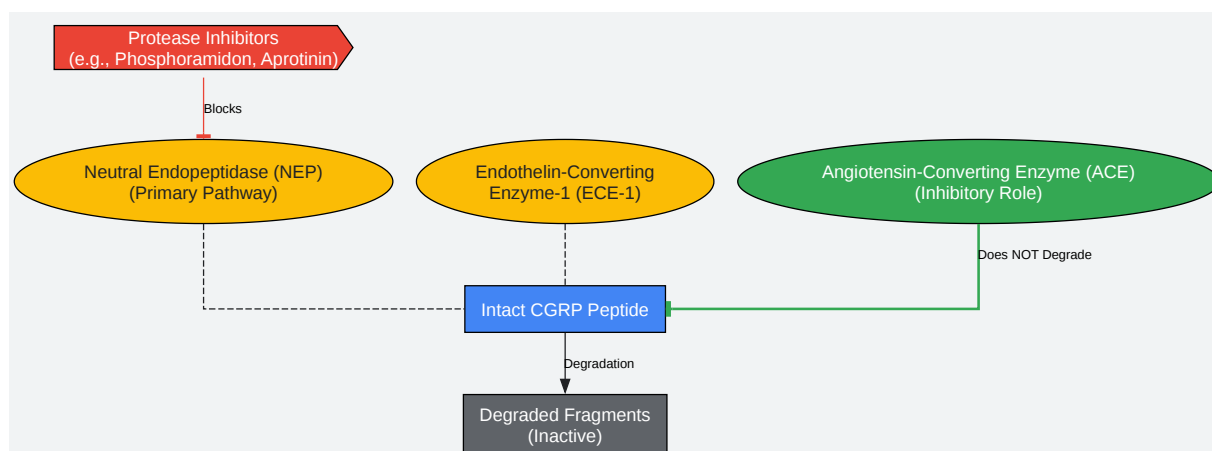 Protease Inhibitors
(e.g., Phosphoramidon, Aprotinin)
Blocks
Neutral Endopeptidase (NEP)
(Primary Pathway)
Endothelin-Converting
Enzyme-1 (ECE-1)
Angiotensin-Converting Enzyme (ACE)
(Inhibitory Role)
Does NOT Degrade
Intact CGRP Peptide
Degradation
Degraded Fragments
(Inactive)